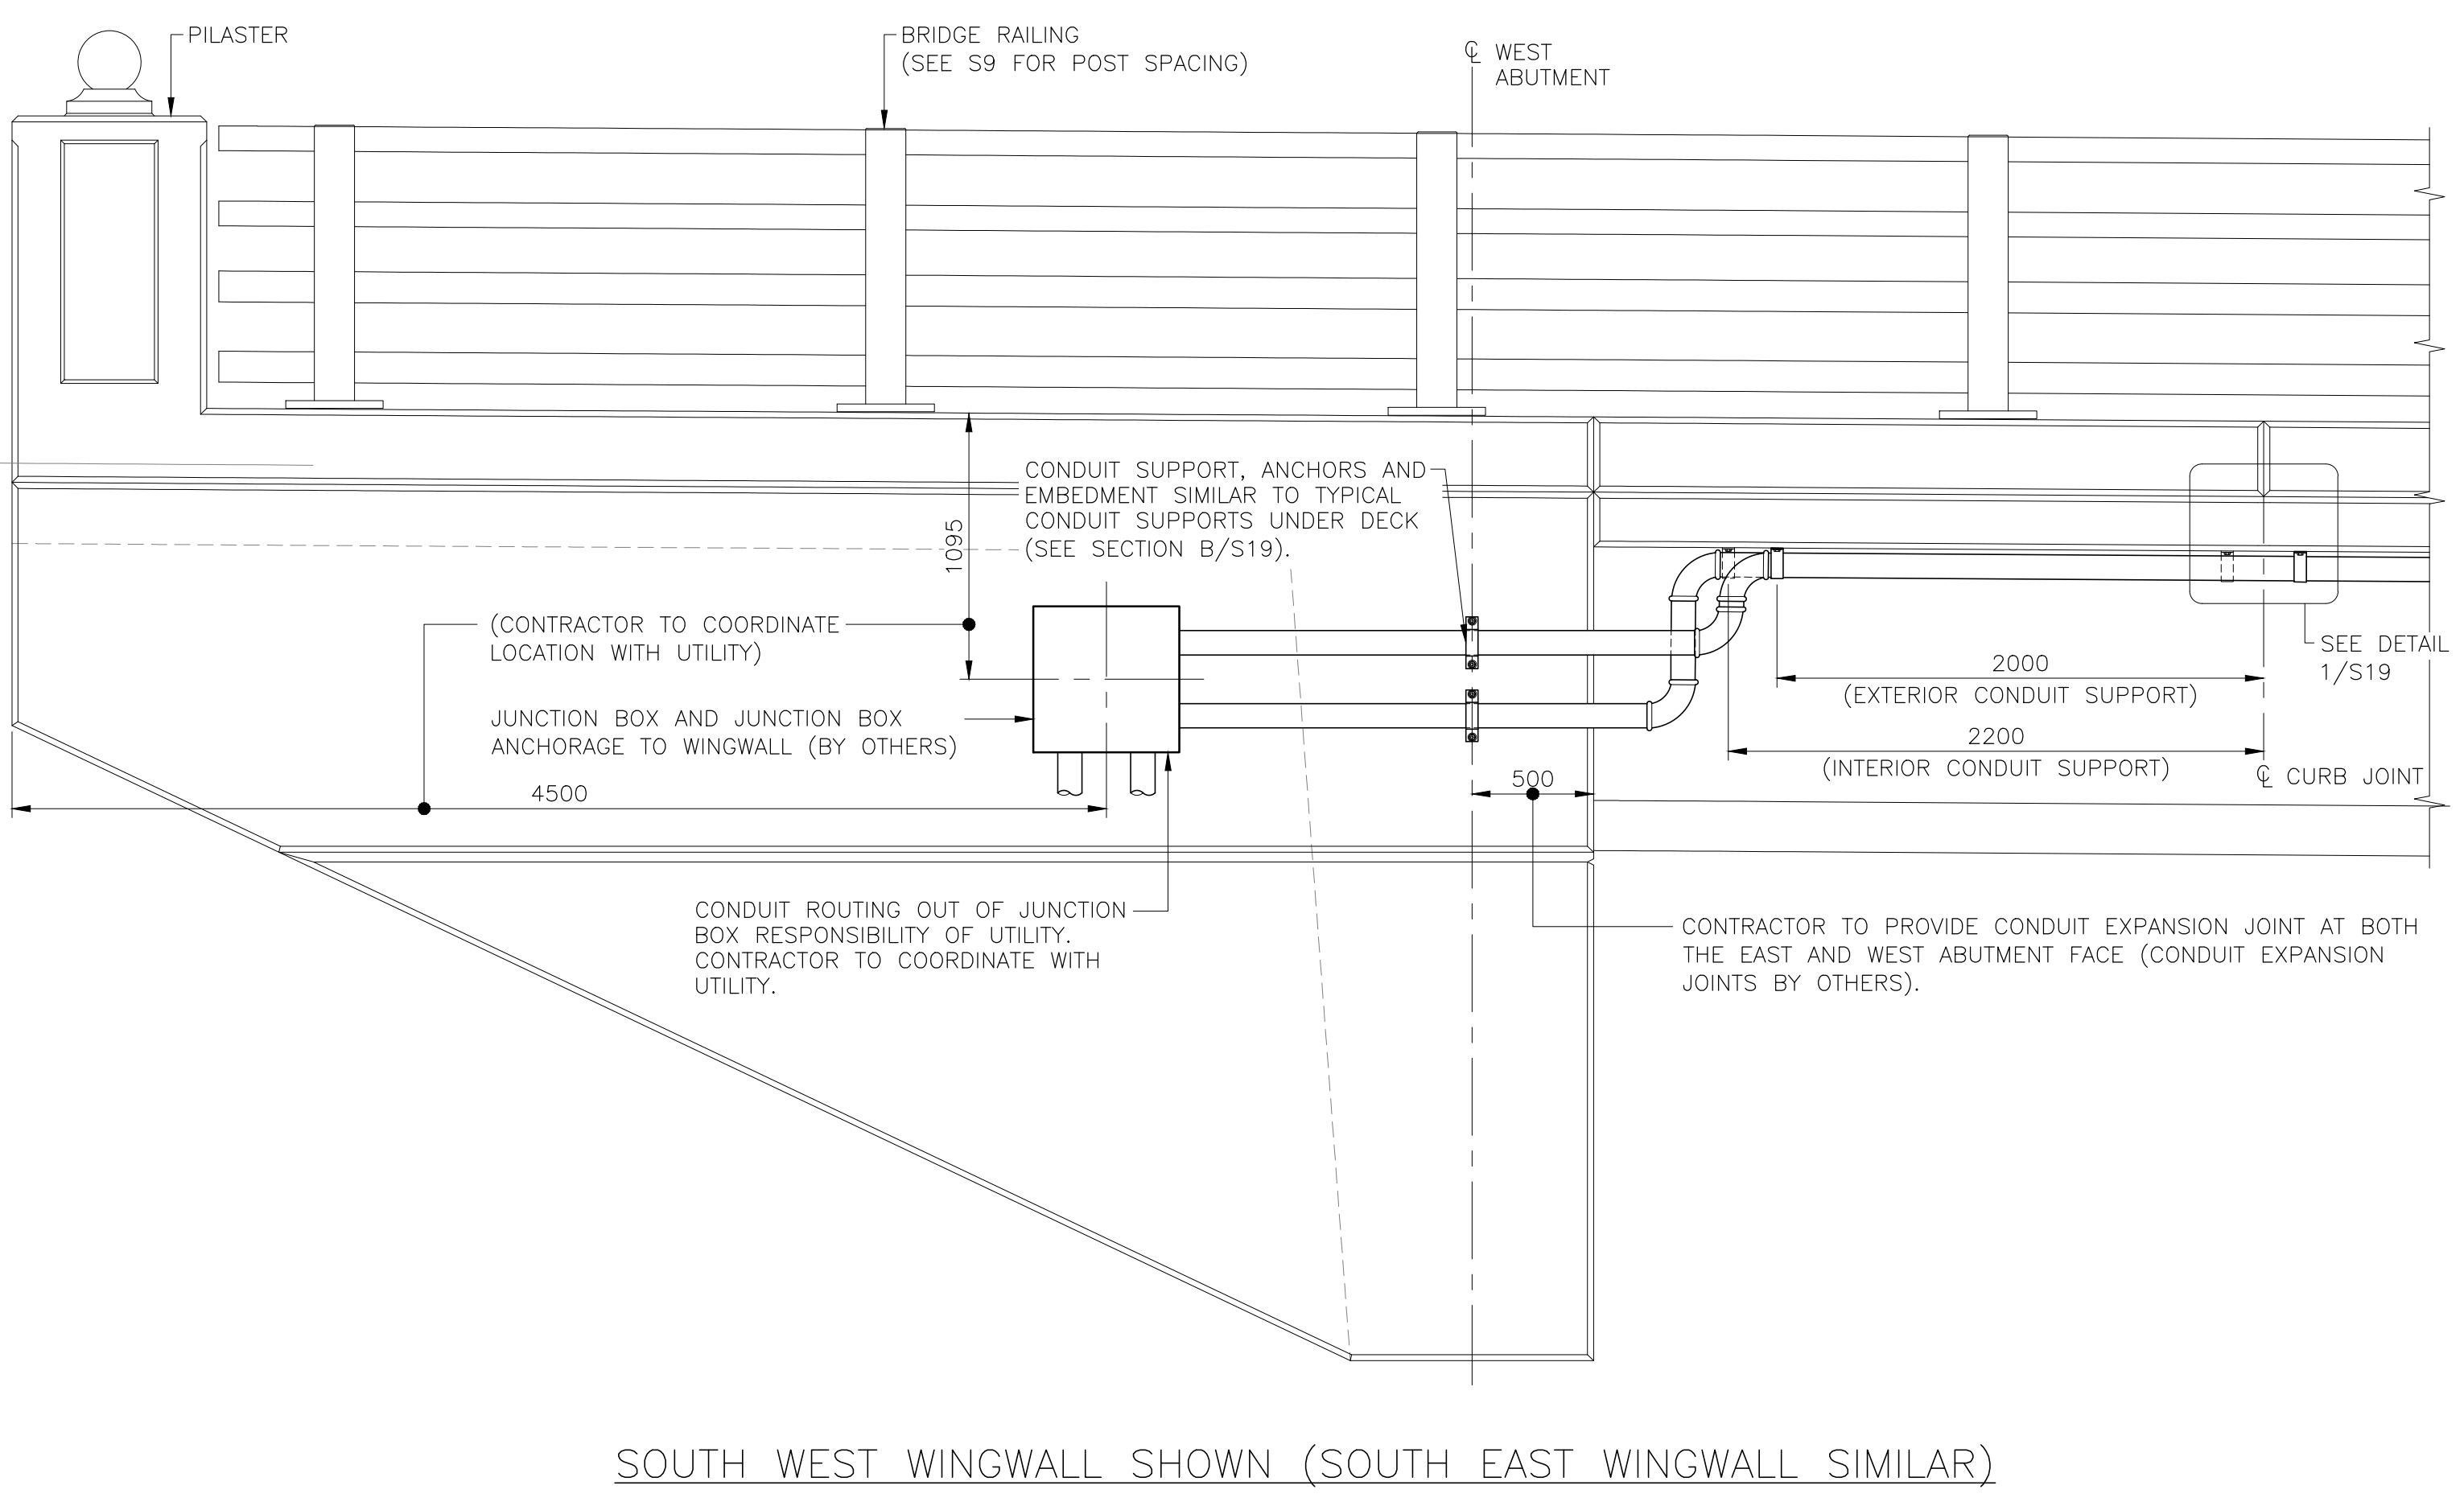 PILASTER
BRIDGE RAILING
(SEE S9 FOR POST SPACING)
℄ WEST
ABUTMENT
CONDUIT SUPPORT, ANCHORS AND
EMBEDMENT SIMILAR TO TYPICAL
CONDUIT SUPPORTS UNDER DECK
(SEE SECTION B/S19).
1095
(CONTRACTOR TO COORDINATE
LOCATION WITH UTILITY)
JUNCTION BOX AND JUNCTION BOX
ANCHORAGE TO WINGWALL (BY OTHERS)
4500
500
2000
(EXTERIOR CONDUIT SUPPORT)
2200
(INTERIOR CONDUIT SUPPORT)
SEE DETAIL
1/S19
℄ CURB JOINT
CONDUIT ROUTING OUT OF JUNCTION
BOX RESPONSIBILITY OF UTILITY.
CONTRACTOR TO COORDINATE WITH
UTILITY.
CONTRACTOR TO PROVIDE CONDUIT EXPANSION JOINT AT BOTH
THE EAST AND WEST ABUTMENT FACE (CONDUIT EXPANSION
JOINTS BY OTHERS).
SOUTH WEST WINGWALL SHOWN (SOUTH EAST WINGWALL SIMILAR)